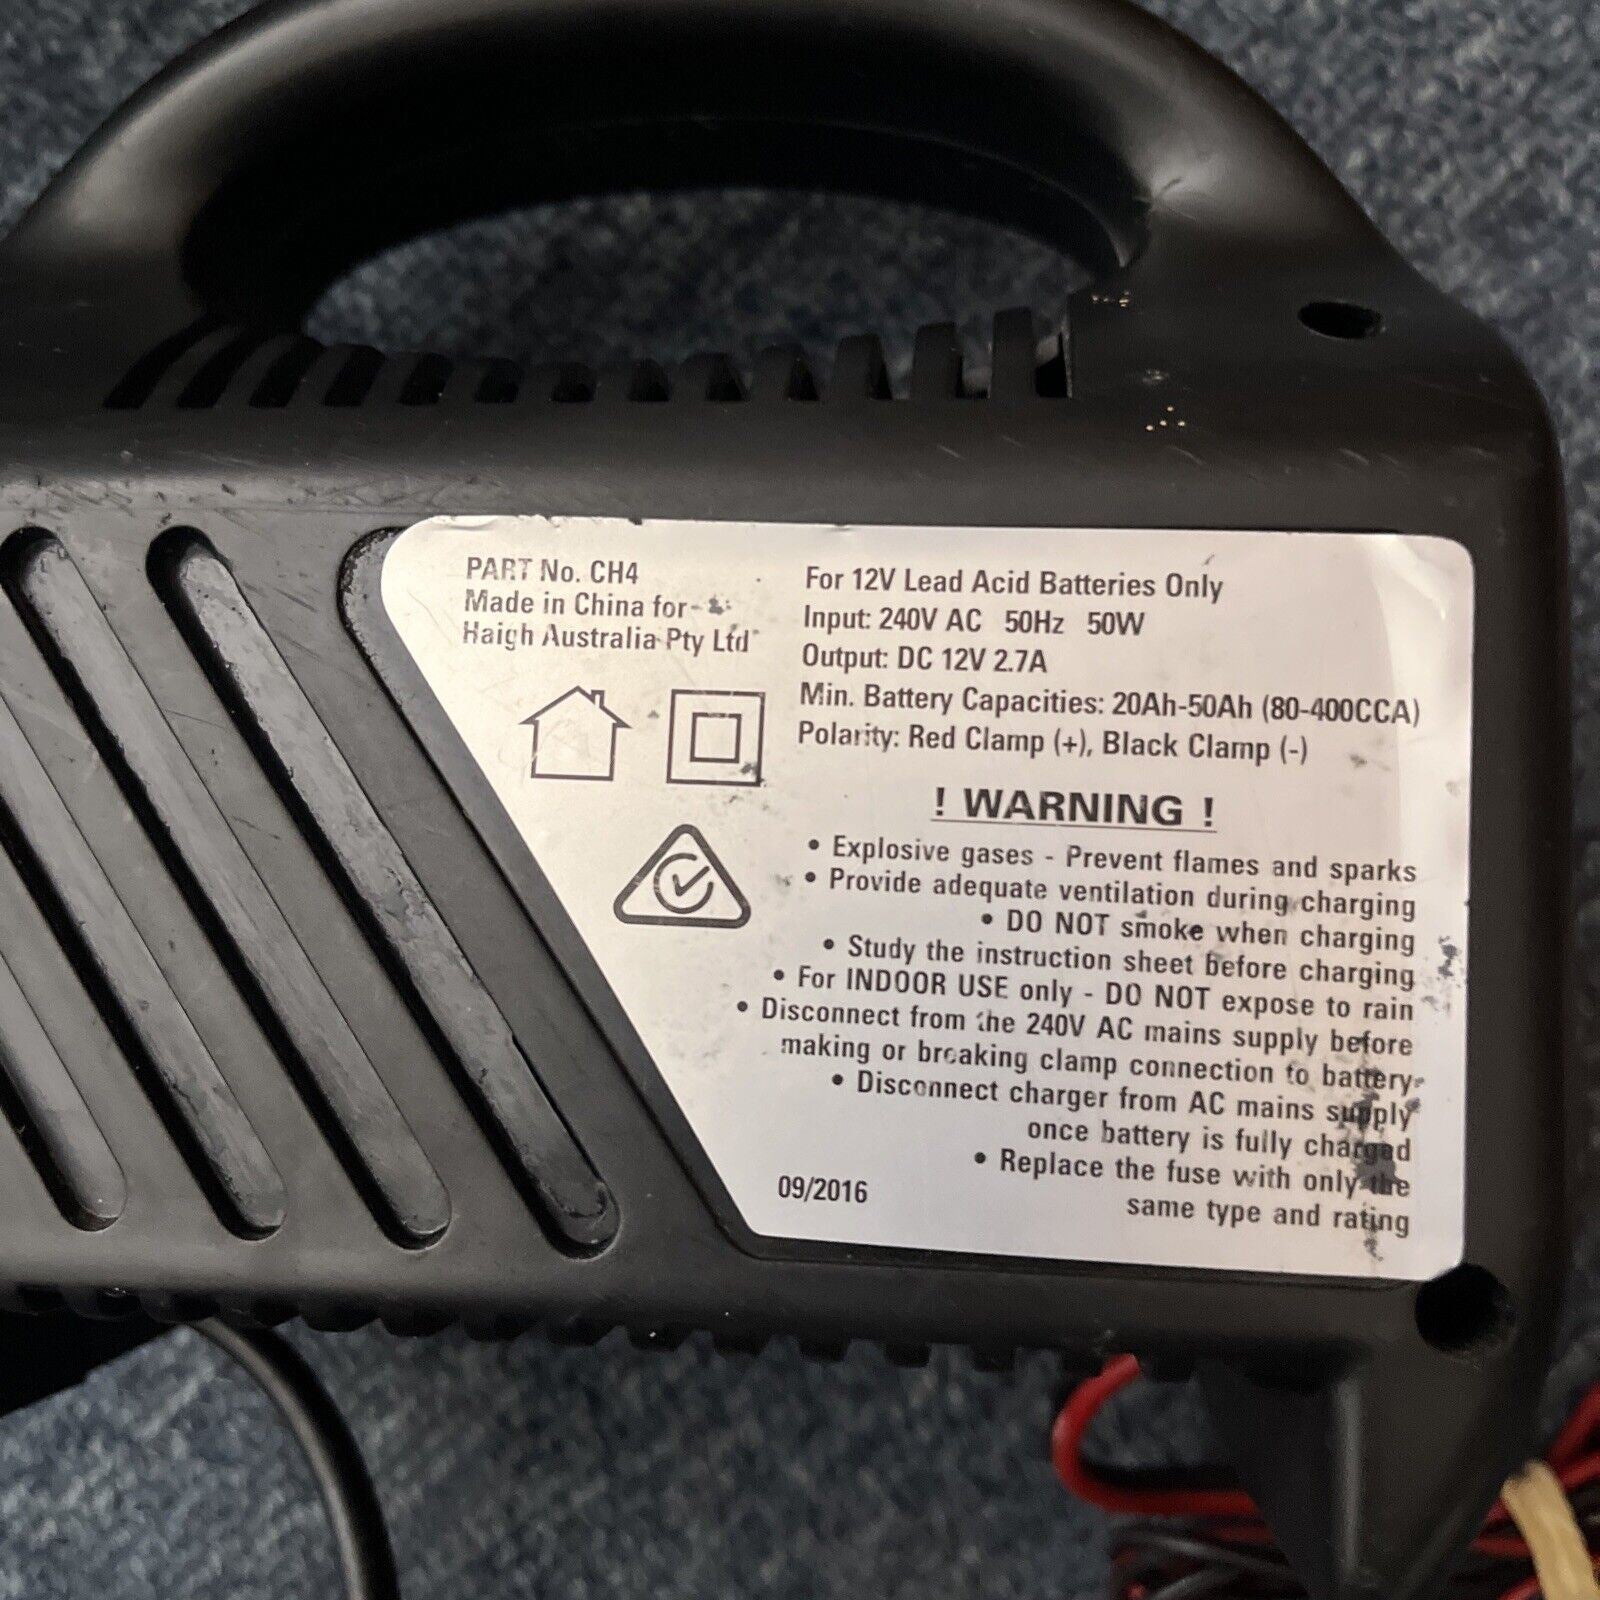 PART No. CH4
Made in China for
Haigh Australia Pty Ltd
For 12V Lead Acid Batteries Only
Input: 240V AC 50Hz 50W
Output: DC 12V 2.7A
Min. Battery Capacities: 20Ah-50Ah (80-400CCA)
Polarity: Red Clamp (+), Black Clamp (-)
! WARNING !
• Explosive gases - Prevent flames and sparks
• Provide adequate ventilation during charging
• DO NOT smoke when charging
• Study the instruction sheet before charging
• For INDOOR USE only - DO NOT expose to rain
• Disconnect from the 240V AC mains supply before
making or breaking clamp connection to battery
• Disconnect charger from AC mains supply
once battery is fully charged
• Replace the fuse with only the
same type and rating
09/2016